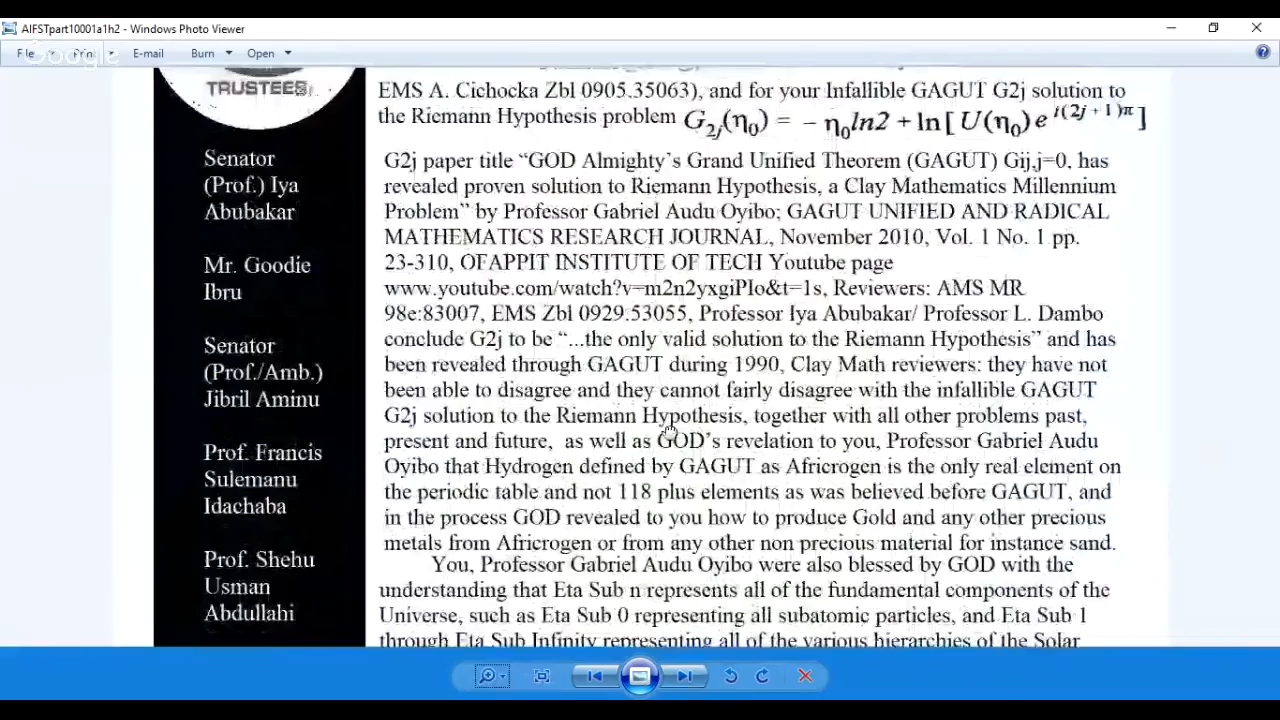 AIFSTpart10001a1h2 - Windows Photo Viewer
File Print E-mail Burn Open
Google
TRUSTEES
Senator
(Prof.) Iya
Abubakar
Mr. Goodie
Ibru
Senator
(Prof./Amb.)
Jibril Aminu
Prof. Francis
Sulemanu
Idachaba
Prof. Shehu
Usman
Abdullahi
EMS A. Cichocka Zbl 0905.35063), and for your Infallible GAGUT G2j solution to
the Riemann Hypothesis problem G₂ⱼ(η₀) = − η₀ln2 + ln[ U(η₀) e^i(2j + 1)π ]
G2j paper title “GOD Almighty’s Grand Unified Theorem (GAGUT) Gij,j=0, has
revealed proven solution to Riemann Hypothesis, a Clay Mathematics Millennium
Problem” by Professor Gabriel Audu Oyibo; GAGUT UNIFIED AND RADICAL
MATHEMATICS RESEARCH JOURNAL, November 2010, Vol. 1 No. 1 pp.
23-310, OFAPPIT INSTITUTE OF TECH Youtube page
www.youtube.com/watch?v=m2n2yxgiPIo&t=1s, Reviewers: AMS MR
98e:83007, EMS Zbl 0929.53055, Professor Iya Abubakar/ Professor L. Dambo
conclude G2j to be “...the only valid solution to the Riemann Hypothesis” and has
been revealed through GAGUT during 1990, Clay Math reviewers: they have not
been able to disagree and they cannot fairly disagree with the infallible GAGUT
G2j solution to the Riemann Hypothesis, together with all other problems past,
present and future, as well as GOD’s revelation to you, Professor Gabriel Audu
Oyibo that Hydrogen defined by GAGUT as Africrogen is the only real element on
the periodic table and not 118 plus elements as was believed before GAGUT, and
in the process GOD revealed to you how to produce Gold and any other precious
metals from Africrogen or from any other non precious material for instance sand.
You, Professor Gabriel Audu Oyibo were also blessed by GOD with the
understanding that Eta Sub n represents all of the fundamental components of the
Universe, such as Eta Sub 0 representing all subatomic particles, and Eta Sub 1
through Eta Sub Infinity representing all of the various hierarchies of the Solar